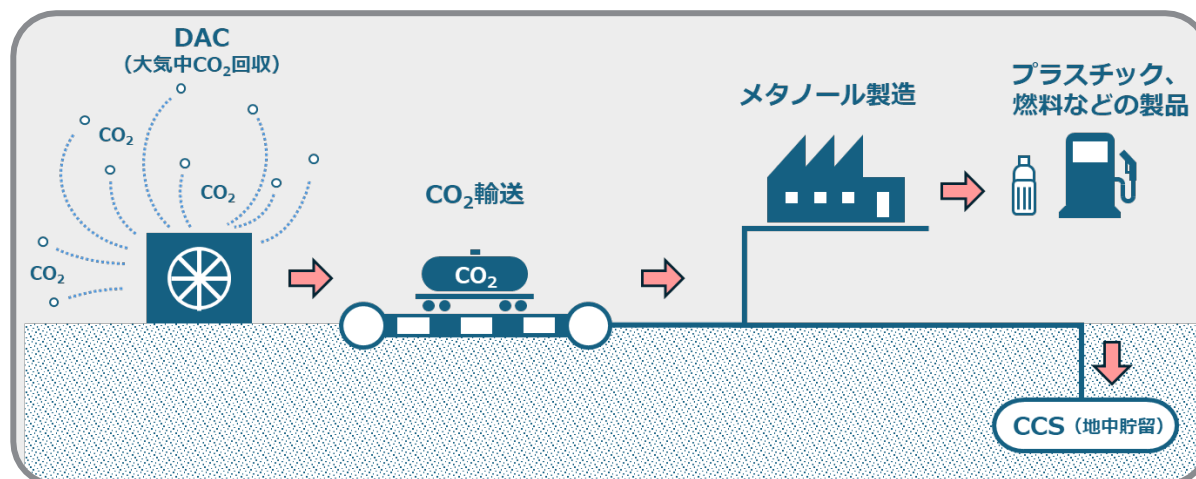 DAC
（大気中CO₂回収）
CO₂
CO₂
CO₂
CO₂輸送
CO₂
メタノール製造
プラスチック、
燃料などの製品
CCS（地中貯留）